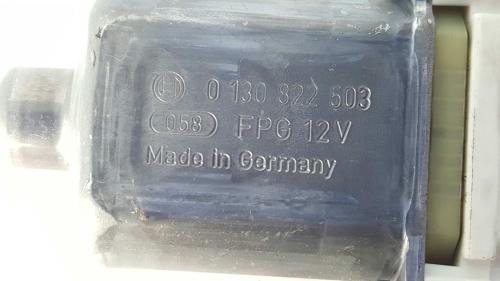 0 130 822 503
058 FPG 12V
Made in Germany